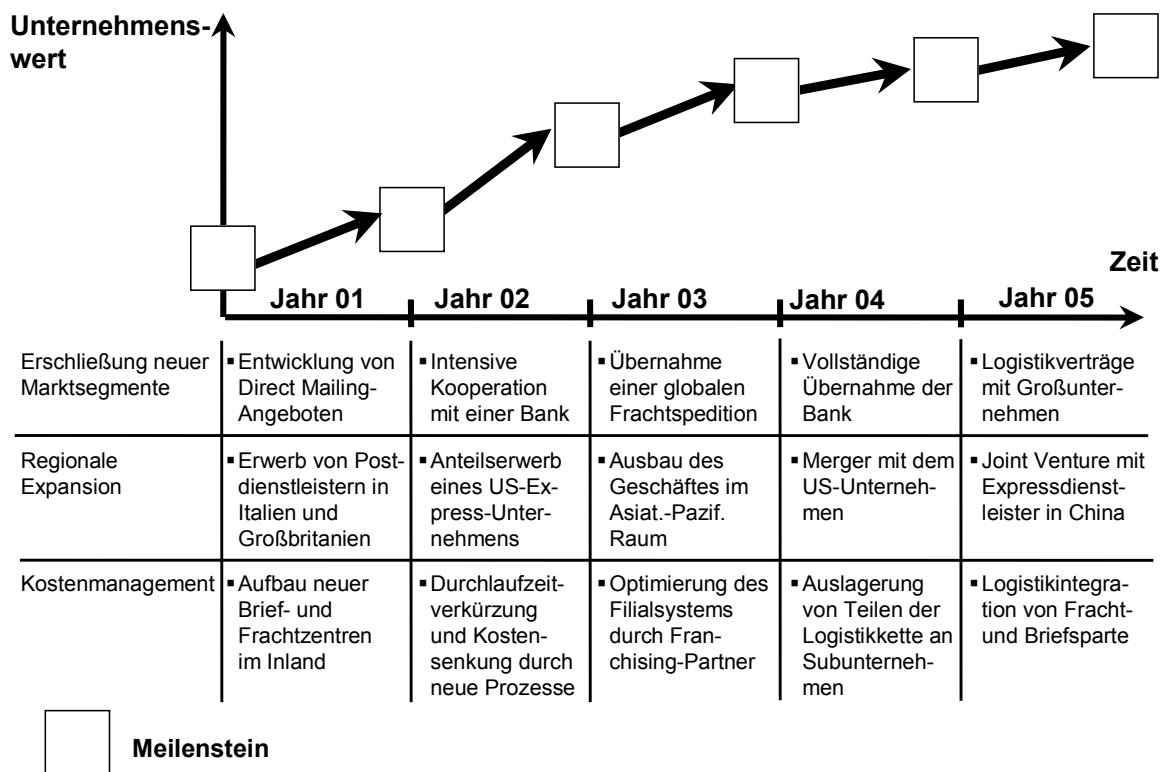 Unternehmens-
wert
Zeit
Jahr 01
Jahr 02
Jahr 03
Jahr 04
Jahr 05
Erschließung neuer
Marktsegmente
▪ Entwicklung von
Direct Mailing-
Angeboten
▪ Intensive
Kooperation
mit einer Bank
▪ Übernahme
einer globalen
Frachtspedition
▪ Vollständige
Übernahme der
Bank
▪ Logistikverträge
mit Großunter-
nehmen
Regionale
Expansion
▪ Erwerb von Post-
dienstleistern in
Italien und
Großbritanien
▪ Anteilserwerb
eines US-Ex-
press-Unter-
nehmens
▪ Ausbau des
Geschäftes im
Asiat.-Pazif.
Raum
▪ Merger mit dem
US-Unterneh-
men
▪ Joint Venture mit
Expressdienst-
leister in China
Kostenmanagement
▪ Aufbau neuer
Brief- und
Frachtzentren
im Inland
▪ Durchlaufzeit-
verkürzung
und Kosten-
senkung durch
neue Prozesse
▪ Optimierung des
Filialsystems
durch Fran-
chising-Partner
▪ Auslagerung
von Teilen der
Logistikkette an
Subunterneh-
men
▪ Logistikintegra-
tion von Fracht-
und Briefsparte
Meilenstein